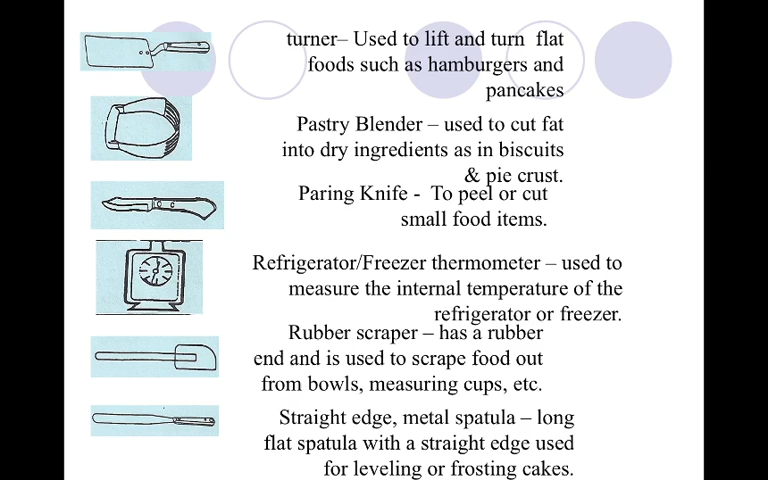 turner– Used to lift and turn flat
foods such as hamburgers and
pancakes
Pastry Blender – used to cut fat
into dry ingredients as in biscuits
& pie crust.
Paring Knife - To peel or cut
small food items.
Refrigerator/Freezer thermometer – used to
measure the internal temperature of the
refrigerator or freezer.
Rubber scraper – has a rubber
end and is used to scrape food out
from bowls, measuring cups, etc.
Straight edge, metal spatula – long
flat spatula with a straight edge used
for leveling or frosting cakes.